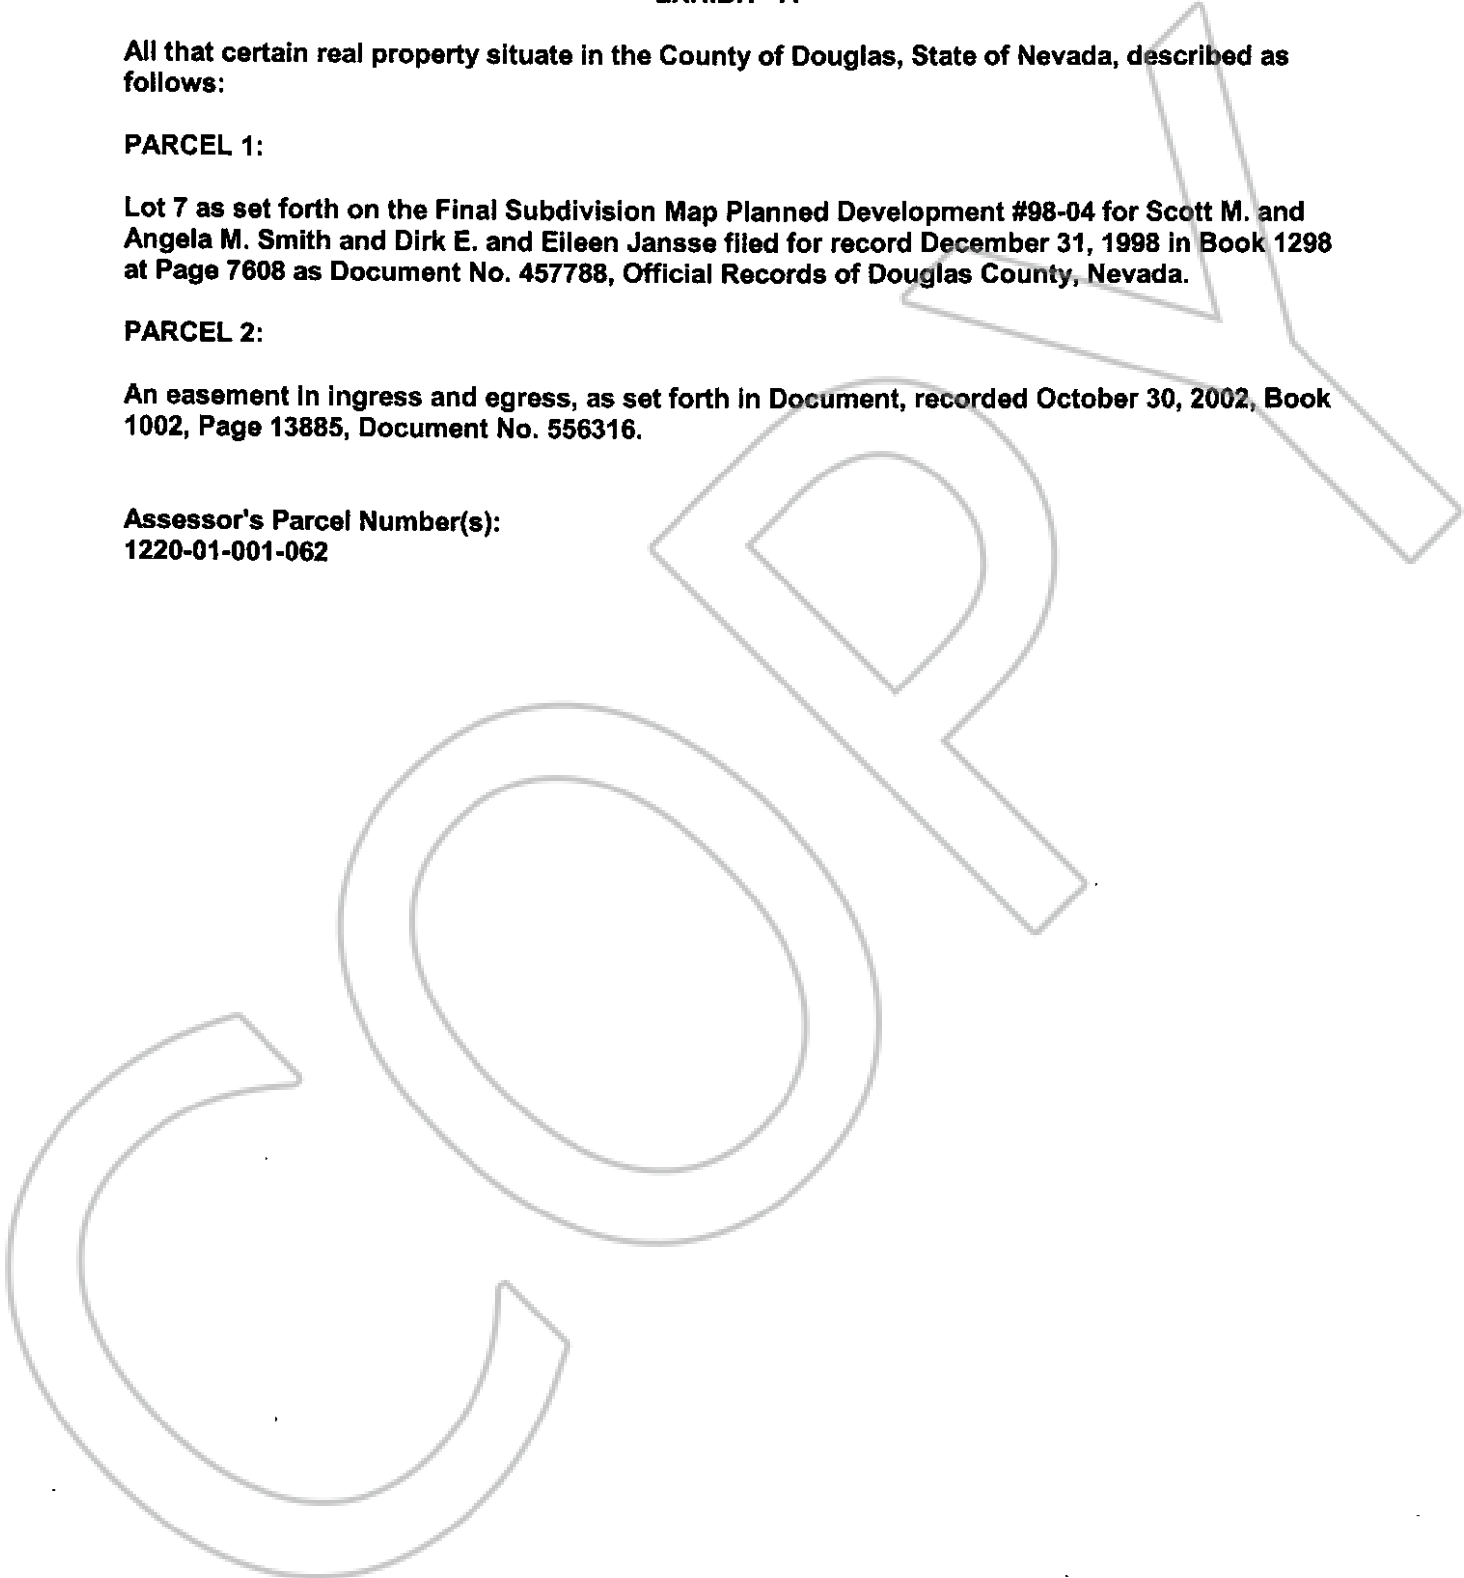 All that certain real property situate in the County of Douglas, State of Nevada, described as
follows:
PARCEL 1:
Lot 7 as set forth on the Final Subdivision Map Planned Development #98-04 for Scott M. and
Angela M. Smith and Dirk E. and Eileen Jansse filed for record December 31, 1998 in Book 1298
at Page 7608 as Document No. 457788, Official Records of Douglas County, Nevada.
PARCEL 2:
An easement in ingress and egress, as set forth in Document, recorded October 30, 2002, Book
1002, Page 13885, Document No. 556316.
Assessor's Parcel Number(s):
1220-01-001-062
COPY